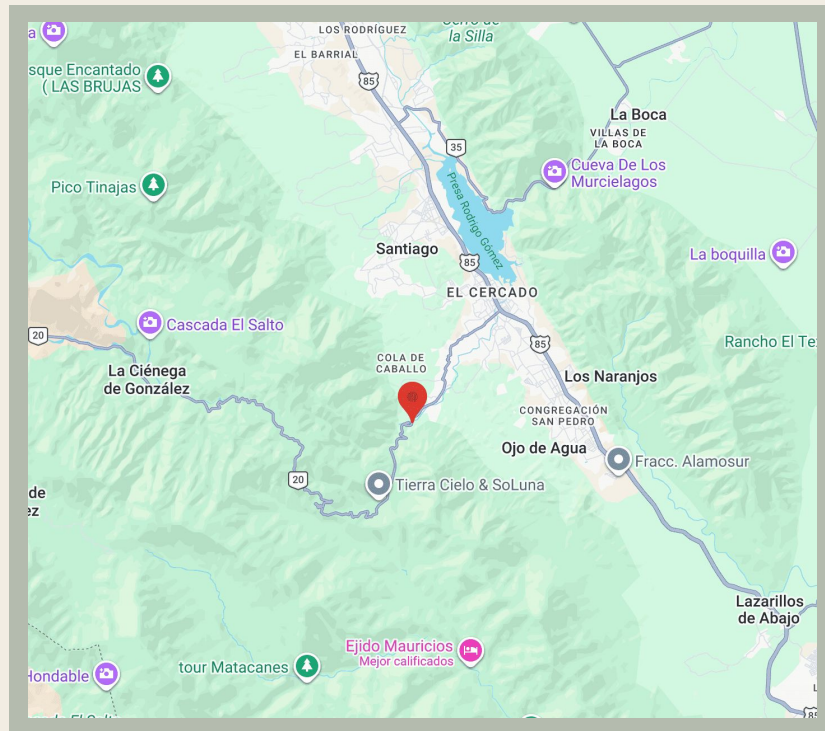 Cerro de
la Silla
LOS RODRÍGUEZ
EL BARRIAL
a
sque Encantado
( LAS BRUJAS
85
La Boca
VILLAS DE
LA BOCA
35
Cueva De Los
Murcielagos
Pico Tinajas
Presa Rodrigo Gómez
Santiago
La boquilla
85
EL CERCADO
Cascada El Salto
20
85
Rancho El Te
COLA DE
CABALLO
La Ciénega
de González
Los Naranjos
CONGREGACIÓN
SAN PEDRO
Ojo de Agua
Fracc. Alamosur
20
Tierra Cielo & SoLuna
de
ez
Lazarillos
de Abajo
Ejido Mauricios
Mejor calificados
tour Matacanes
Hondable
L
85